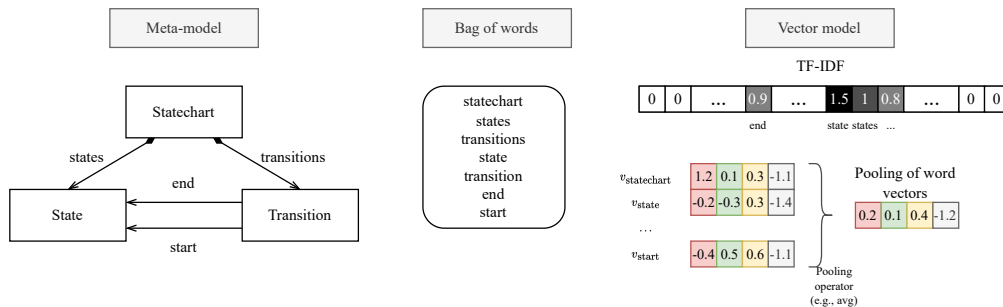 Meta-model
Statechart
states
transitions
end
State
Transition
start
Bag of words
statechart
states
transitions
state
transition
end
start
Vector model
TF-IDF
0 0 ... 0.9 ... 1.5 1 0.8 ... 0 0
end state states ...
v_statechart 1.2 0.1 0.3 -1.1
v_state -0.2 -0.3 0.3 -1.4
...
v_start -0.4 0.5 0.6 -1.1
Pooling
operator
(e.g., avg)
Pooling of word
vectors
0.2 0.1 0.4 -1.2